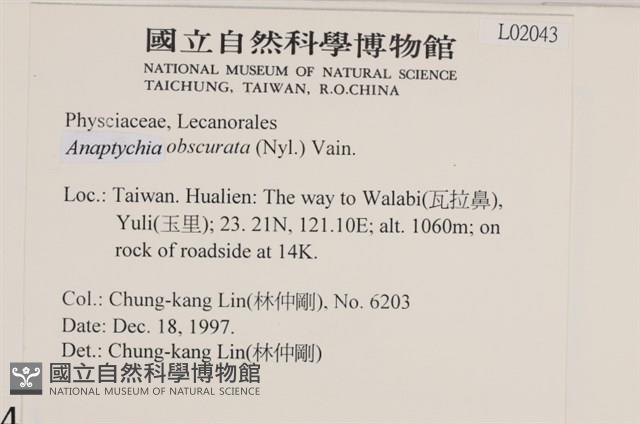 L02043
國立自然科學博物館
NATIONAL MUSEUM OF NATURAL SCIENCE
TAICHUNG, TAIWAN, R.O.CHINA
Physciaceae, Lecanorales
Anaptychia obscurata (Nyl.) Vain.
Loc.: Taiwan. Hualien: The way to Walabi(瓦拉鼻),
Yuli(玉里); 23. 21N, 121.10E; alt. 1060m; on
rock of roadside at 14K.
Col.: Chung-kang Lin(林仲剛), No. 6203
Date: Dec. 18, 1997.
Det.: Chung-kang Lin(林仲剛)
國立自然科學博物館
NATIONAL MUSEUM OF NATURAL SCIENCE
4